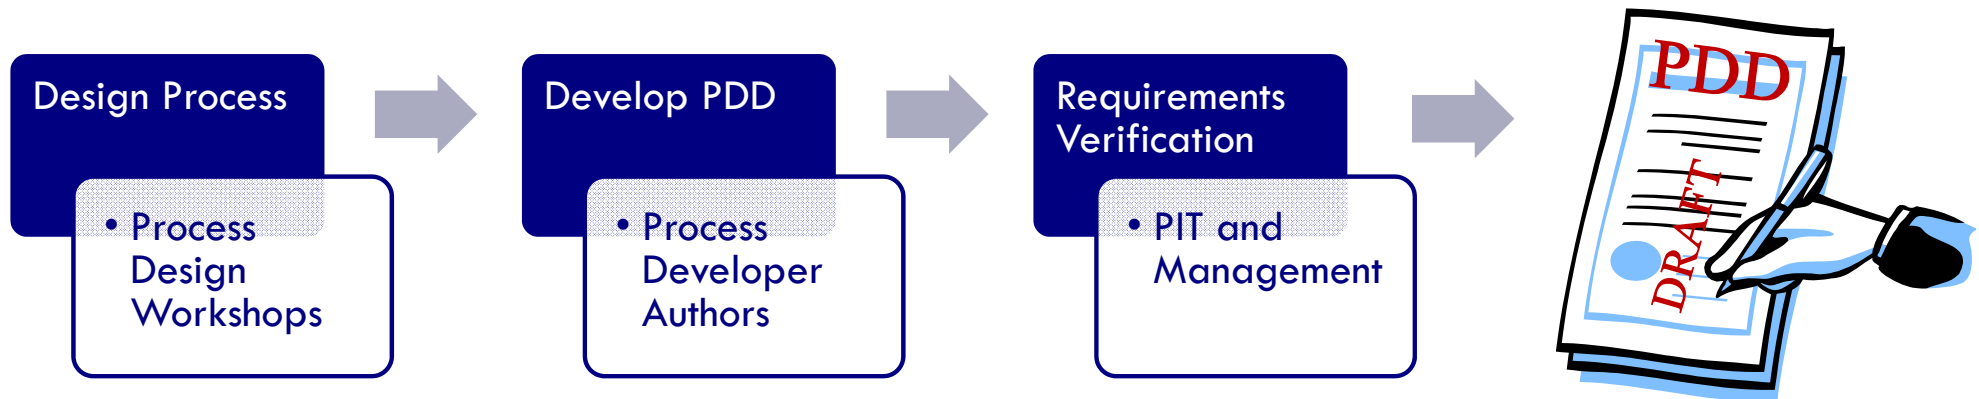 Design Process
• Process
Design
Workshops
Develop PDD
• Process
Developer
Authors
Requirements
Verification
• PIT and
Management
PDD
DRAFT